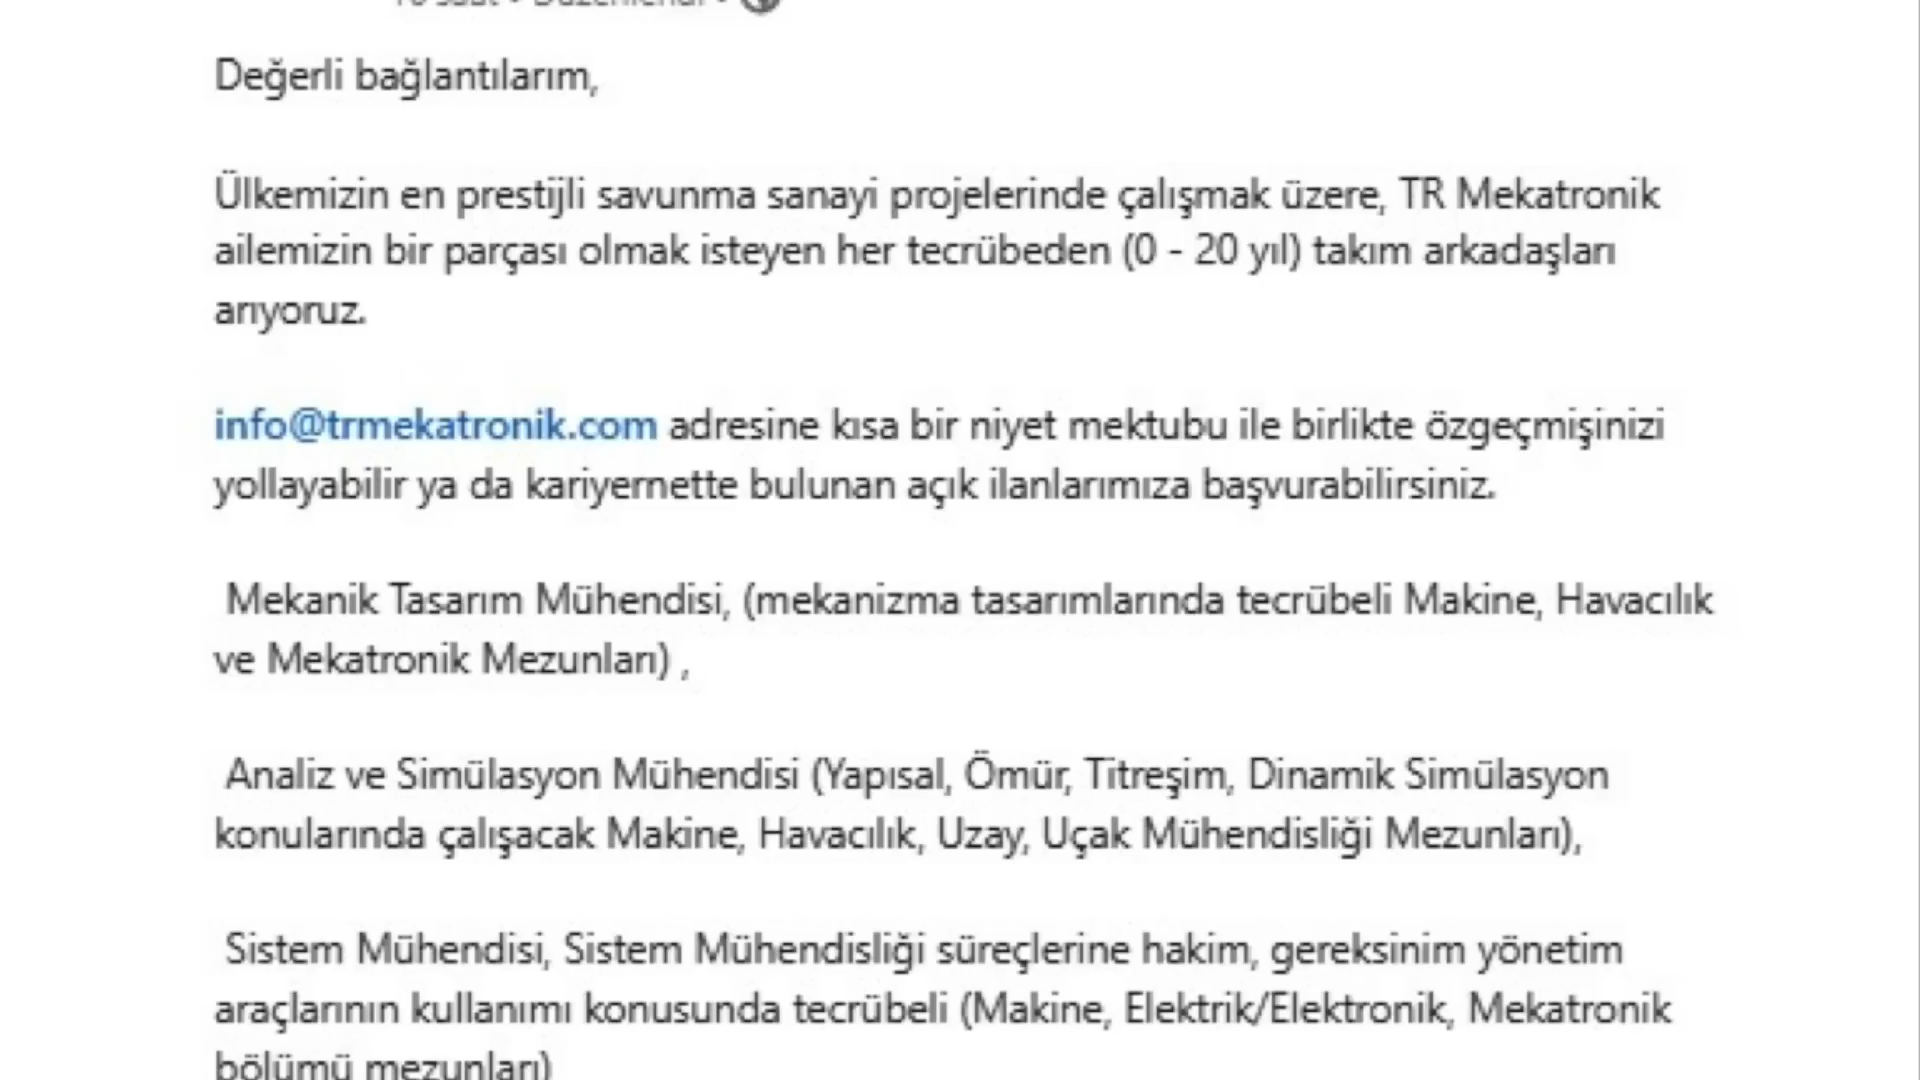 Değerli bağlantılarım,
Ülkemizin en prestijli savunma sanayi projelerinde çalışmak üzere, TR Mekatronik
ailemizin bir parçası olmak isteyen her tecrübeden (0 - 20 yıl) takım arkadaşları
arıyoruz.
info@trmekatronik.com adresine kısa bir niyet mektubu ile birlikte özgeçmişinizi
yollayabilir ya da kariyernette bulunan açık ilanlarımıza başvurabilirsiniz.
Mekanik Tasarım Mühendisi, (mekanizma tasarımlarında tecrübeli Makine, Havacılık
ve Mekatronik Mezunları) ,
Analiz ve Simülasyon Mühendisi (Yapısal, Ömür, Titreşim, Dinamik Simülasyon
konularında çalışacak Makine, Havacılık, Uzay, Uçak Mühendisliği Mezunları),
Sistem Mühendisi, Sistem Mühendisliği süreçlerine hakim, gereksinim yönetim
araçlarının kullanımı konusunda tecrübeli (Makine, Elektrik/Elektronik, Mekatronik
bölümü mezunları)